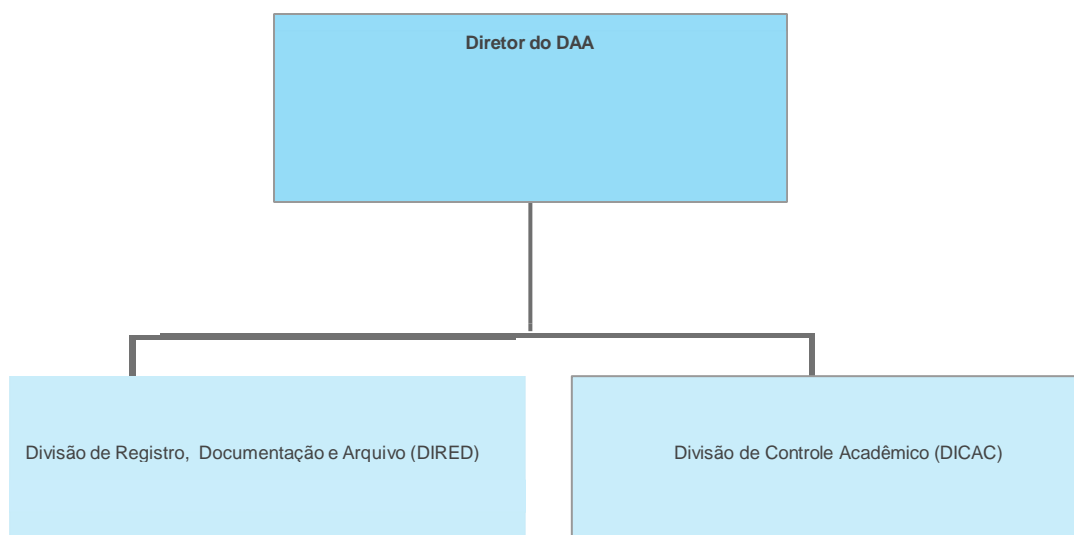 Diretor do DAA
Divisão de Registro, Documentação e Arquivo (DIRED)
Divisão de Controle Acadêmico (DICAC)